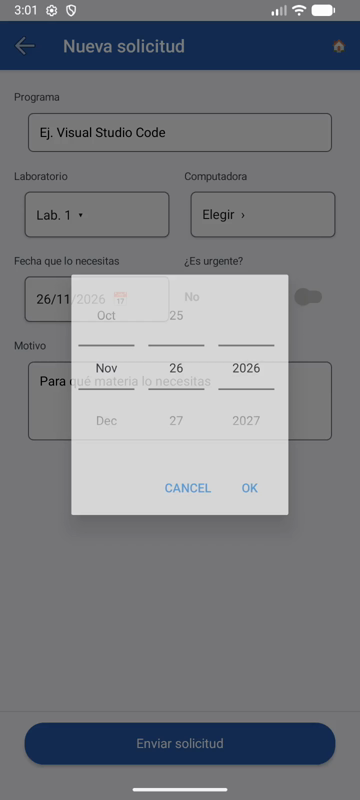 3:01
Nueva solicitud
Programa
Ej. Visual Studio Code
Laboratorio
Computadora
Lab. 1
Elegir ›
Fecha que lo necesitas
¿Es urgente?
26/11/2026
No
Oct 25
Nov 26 2026
Dec 27 2027
Motivo
Para qué materia lo necesitas
CANCEL OK
Enviar solicitud